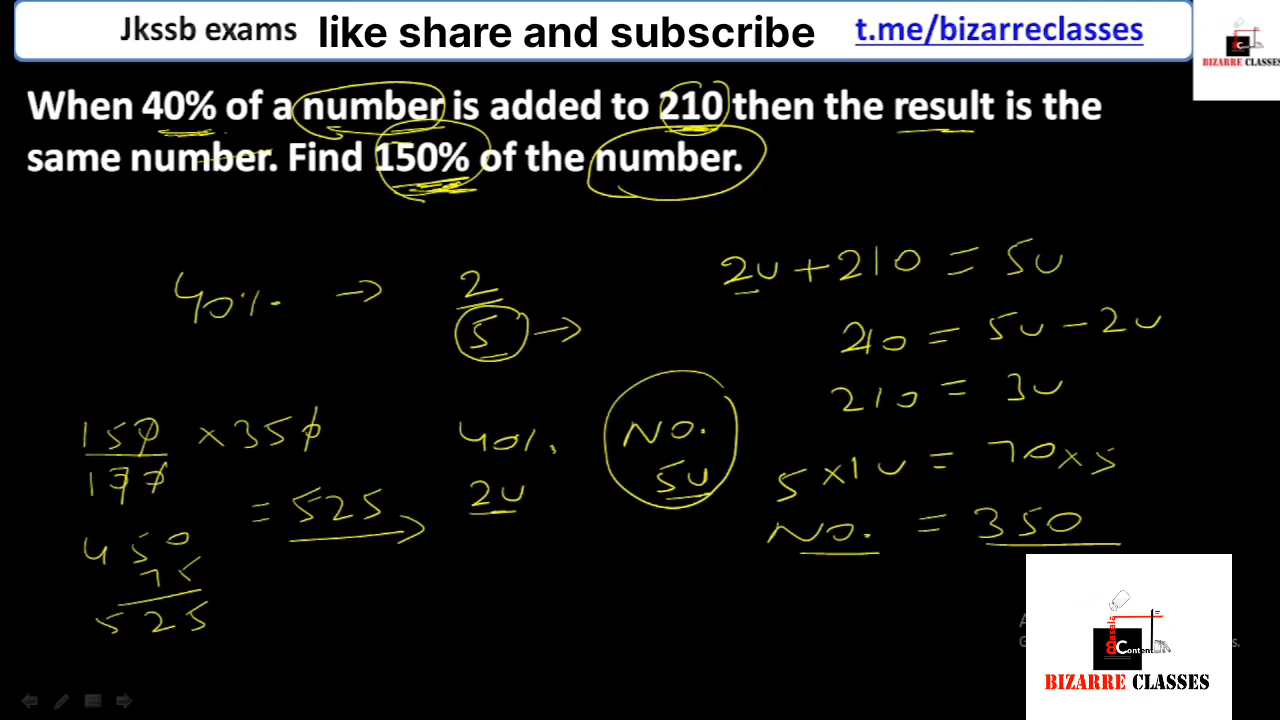 Jkssb exams like share and subscribe t.me/bizarreclasses
BIZARRE CLASSES
When 40% of a number is added to 210 then the result is the
same number. Find 150% of the number.
40% → 2/5 →
2u + 210 = 5u
210 = 5u - 2u
210 = 3u
5 × 1u = 70 × 5
NO. = 350
40%.
2u
NO.
5u
150/100 × 350
= 525
450
75
525
Masala
8Content
BIZARRE CLASSES